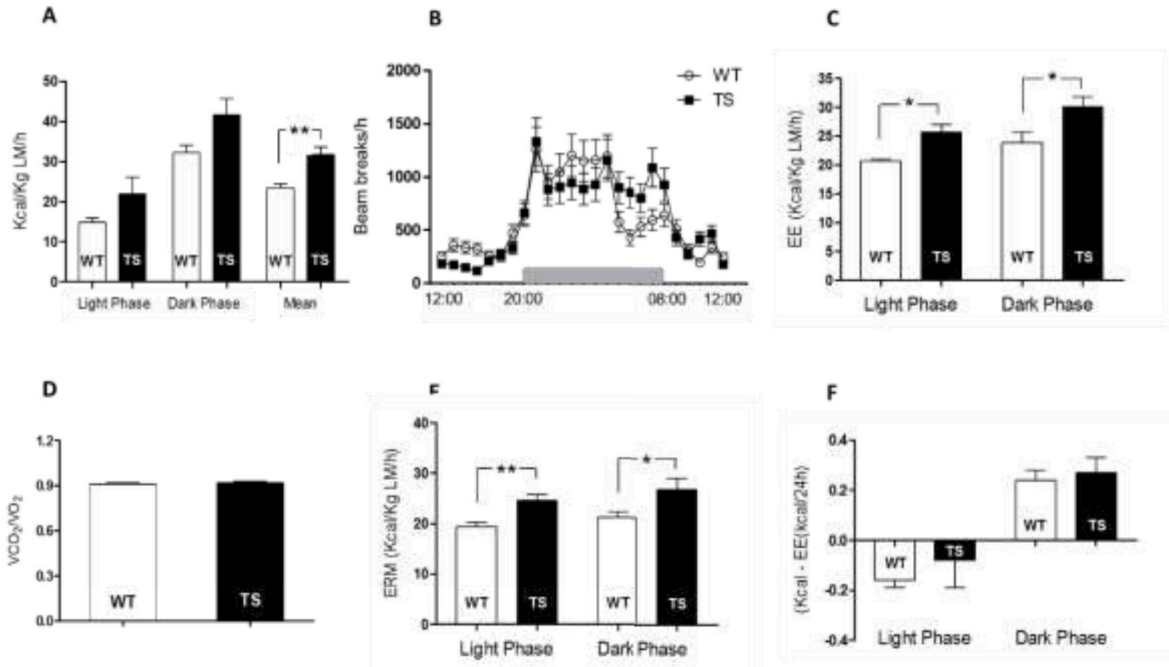 A
Kcal/Kg LM/h
50
40
30
20
10
0
WT
TS
WT
TS
**
WT
TS
Light Phase
Dark Phase
Mean
B
Beam breaks/h
2000
1500
1000
500
0
WT
TS
12:00
20:00
08:00
12:00
C
EE (Kcal/Kg LM/h)
35
30
25
20
15
10
5
0
*
*
WT
TS
WT
TS
Light Phase
Dark Phase
D
VCO₂/VO₂
1.2
0.9
0.6
0.3
0.0
WT
TS
ERM (Kcal/Kg LM/h)
40
30
20
10
0
**
*
WT
TS
WT
TS
Light Phase
Dark Phase
F
(Kcal - EE(kcal/24h)
0.4
0.2
0.0
-0.2
-0.4
WT
TS
WT
TS
Light Phase
Dark Phase